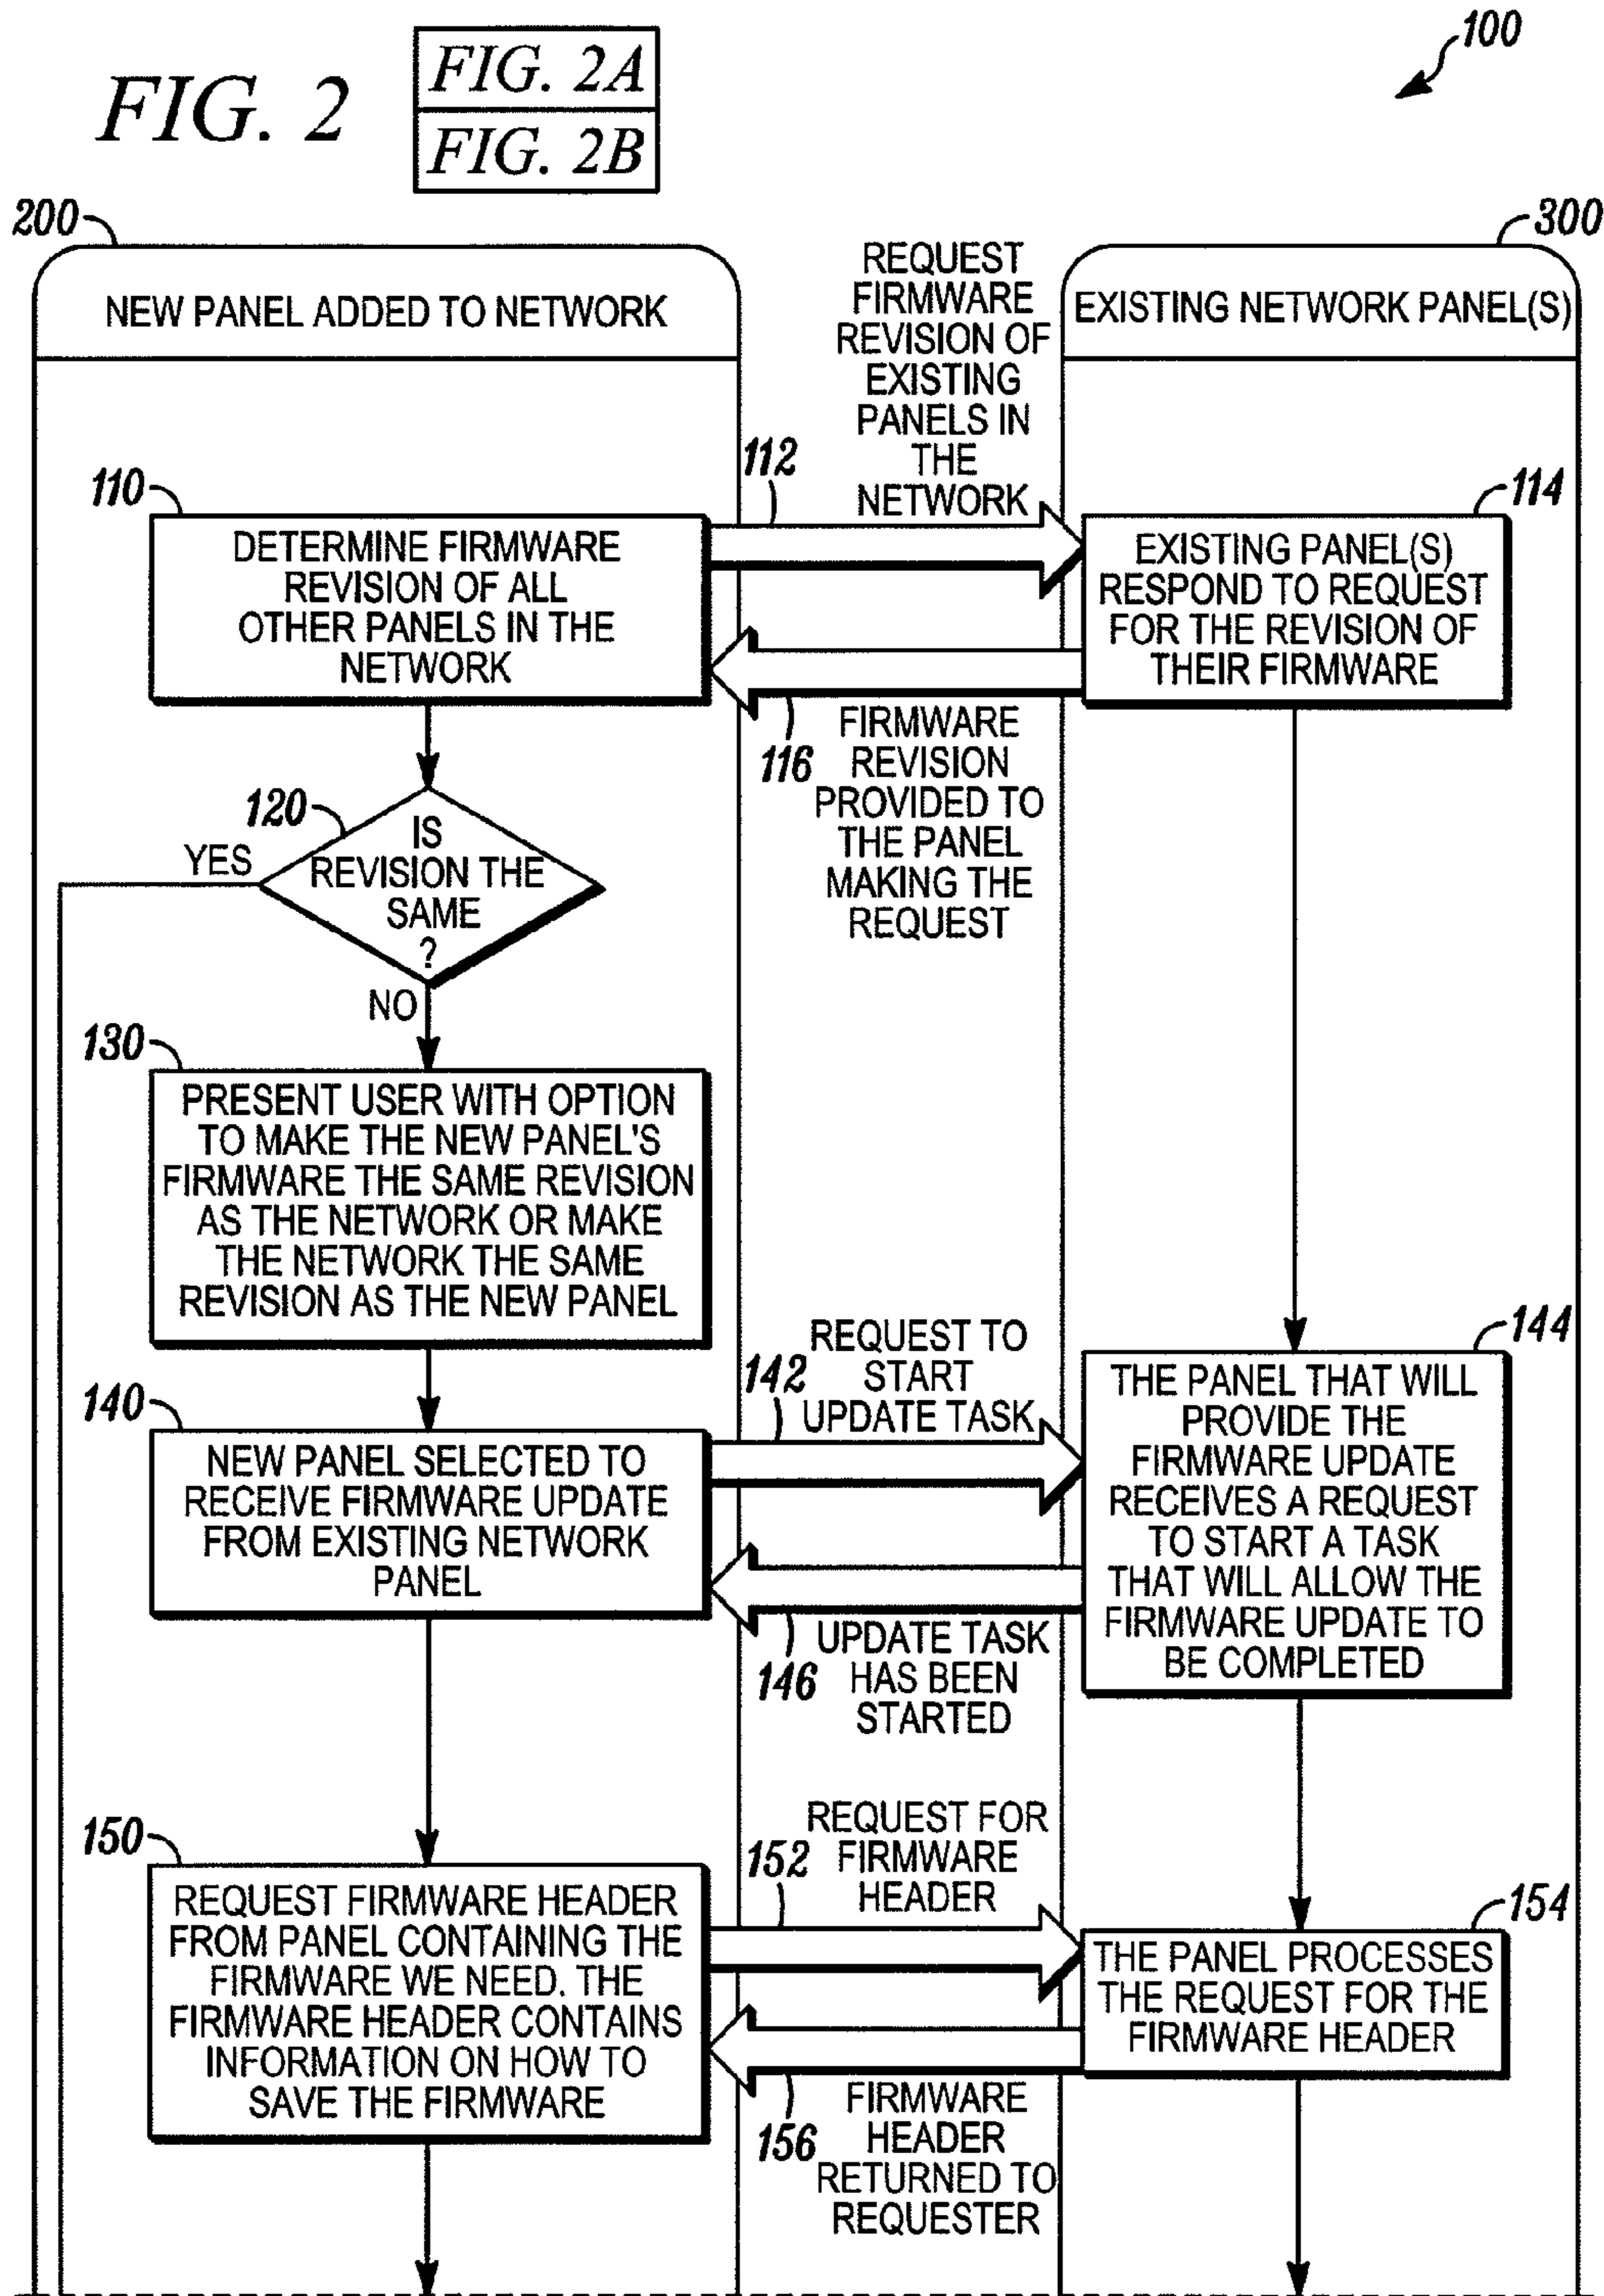 FIG. 2
FIG. 2A
FIG. 2B
100
200
NEW PANEL ADDED TO NETWORK
300
EXISTING NETWORK PANEL(S)
REQUEST
FIRMWARE
REVISION OF
EXISTING
PANELS IN
THE
NETWORK
112
110
DETERMINE FIRMWARE
REVISION OF ALL
OTHER PANELS IN THE
NETWORK
114
EXISTING PANEL(S)
RESPOND TO REQUEST
FOR THE REVISION OF
THEIR FIRMWARE
116
FIRMWARE
REVISION
PROVIDED TO
THE PANEL
MAKING THE
REQUEST
120
IS
REVISION THE
SAME
?
YES
NO
130
PRESENT USER WITH OPTION
TO MAKE THE NEW PANEL'S
FIRMWARE THE SAME REVISION
AS THE NETWORK OR MAKE
THE NETWORK THE SAME
REVISION AS THE NEW PANEL
140
NEW PANEL SELECTED TO
RECEIVE FIRMWARE UPDATE
FROM EXISTING NETWORK
PANEL
142
REQUEST TO
START
UPDATE TASK
144
THE PANEL THAT WILL
PROVIDE THE
FIRMWARE UPDATE
RECEIVES A REQUEST
TO START A TASK
THAT WILL ALLOW THE
FIRMWARE UPDATE TO
BE COMPLETED
146
UPDATE TASK
HAS BEEN
STARTED
150
REQUEST FIRMWARE HEADER
FROM PANEL CONTAINING THE
FIRMWARE WE NEED. THE
FIRMWARE HEADER CONTAINS
INFORMATION ON HOW TO
SAVE THE FIRMWARE
152
REQUEST FOR
FIRMWARE
HEADER
154
THE PANEL PROCESSES
THE REQUEST FOR THE
FIRMWARE HEADER
156
FIRMWARE
HEADER
RETURNED TO
REQUESTER